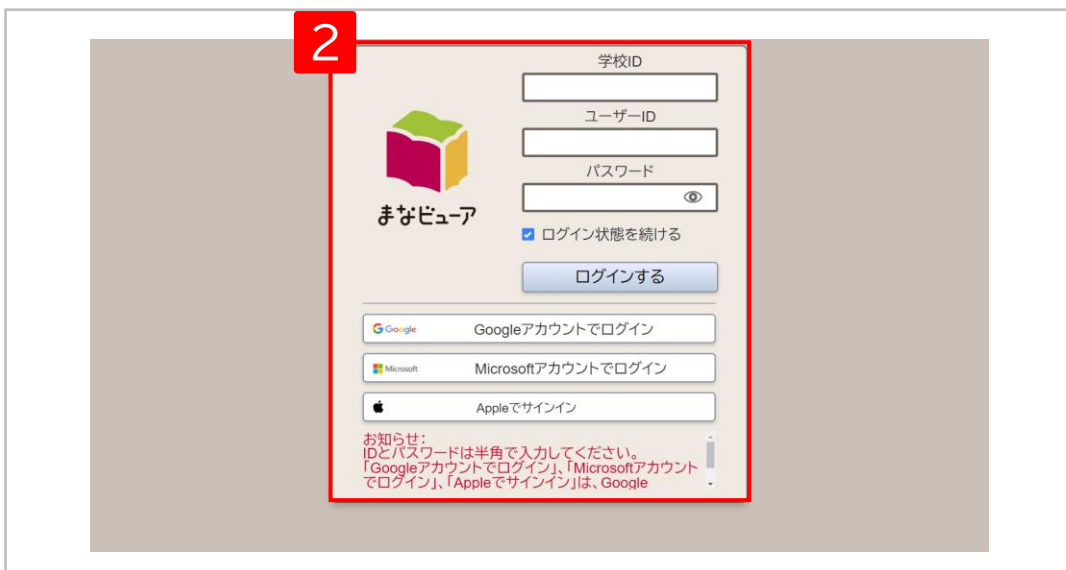 2
学校ID
ユーザーID
パスワード
まなビューア
ログイン状態を続ける
ログインする
Google Googleアカウントでログイン
Microsoft Microsoftアカウントでログイン
Appleでサインイン
お知らせ:
IDとパスワードは半角で入力してください。
「Googleアカウントでログイン」、「Microsoftアカウント
でログイン」、「Appleでサインイン」は、Google